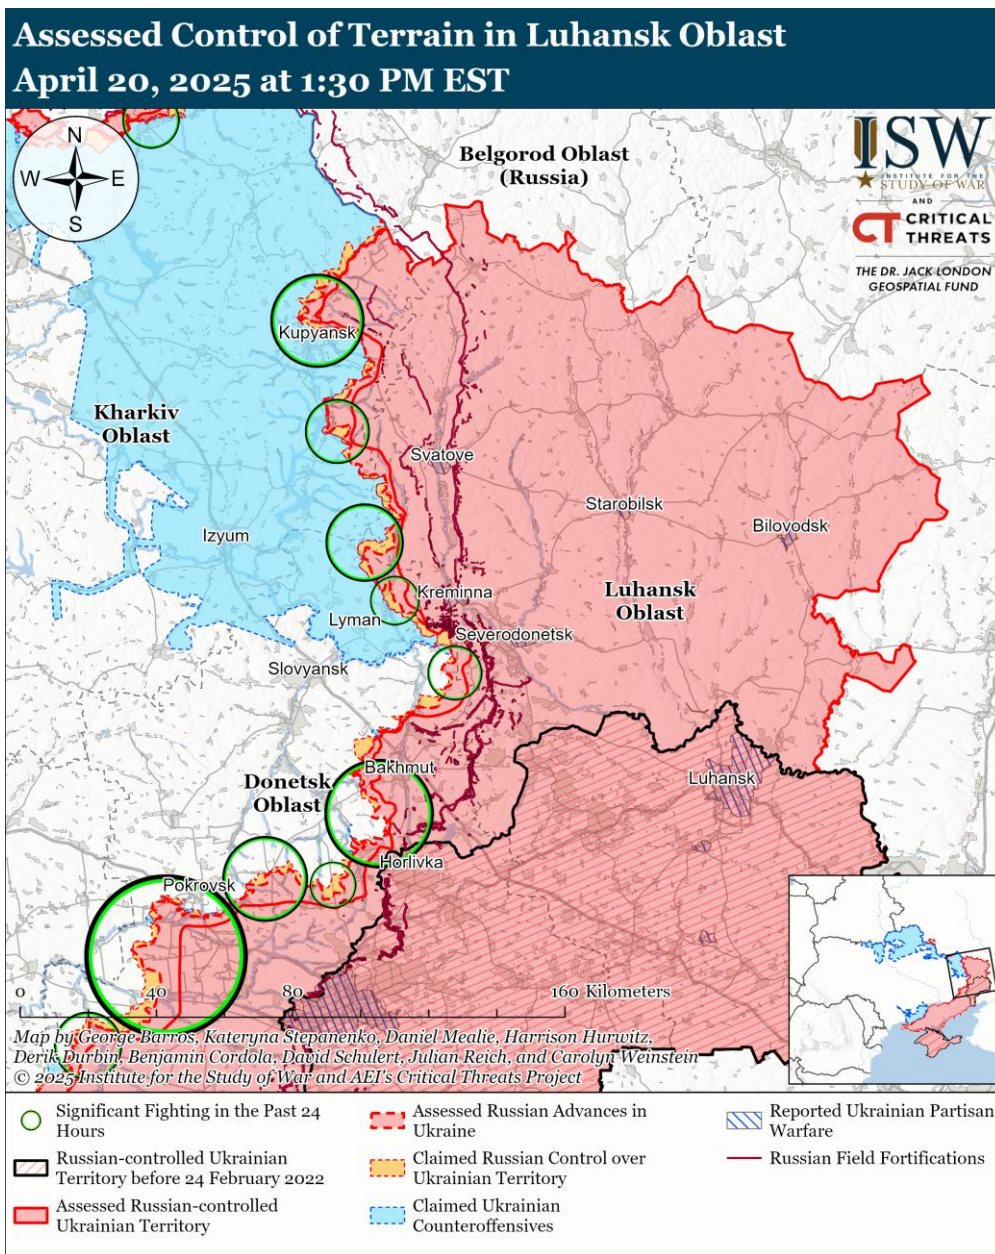 Assessed Control of Terrain in Luhansk Oblast
April 20, 2025 at 1:30 PM EST
N
W
E
S
Belgorod Oblast
(Russia)
ISW
INSTITUTE FOR THE
STUDY OF WAR
AND
CT CRITICAL
THREATS
THE DR. JACK LONDON
GEOSPATIAL FUND
Kupyansk
Kharkiv
Oblast
Svatove
Starobilsk
Bilovodsk
Izyum
Kreminna
Luhansk
Oblast
Lyman
Severodonetsk
Slovyansk
Bakhmut
Donetsk
Oblast
Luhansk
Horlivka
Pokrovsk
0
40
80
160 Kilometers
Map by George Barros, Kateryna Stepanenko, Daniel Mealie, Harrison Hurwitz,
Derik Durbin, Benjamin Cordola, David Schulert, Julian Reich, and Carolyn Weinstein
© 2025 Institute for the Study of War and AEI's Critical Threats Project
Significant Fighting in the Past 24
Hours
Russian-controlled Ukrainian
Territory before 24 February 2022
Assessed Russian-controlled
Ukrainian Territory
Assessed Russian Advances in
Ukraine
Claimed Russian Control over
Ukrainian Territory
Claimed Ukrainian
Counteroffensives
Reported Ukrainian Partisan
Warfare
Russian Field Fortifications